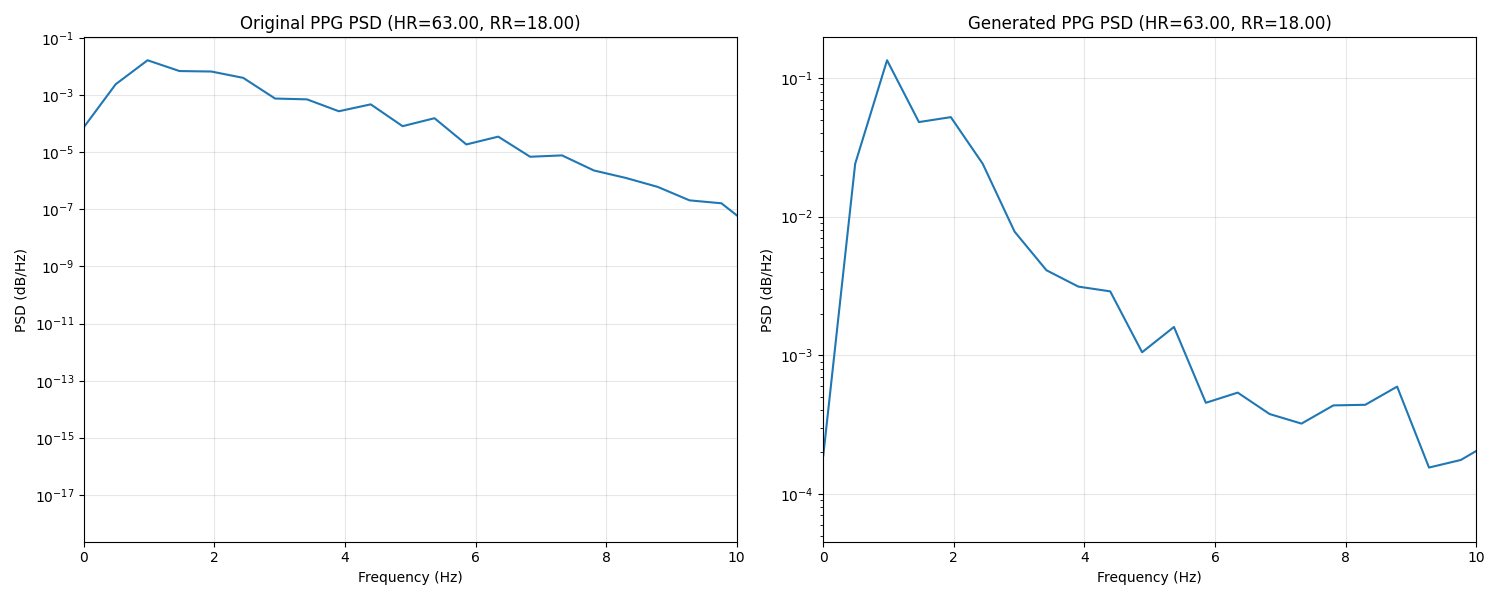 Original PPG PSD (HR=63.00, RR=18.00)
10⁻¹
10⁻³
10⁻⁵
10⁻⁷
10⁻⁹
10⁻¹¹
10⁻¹³
10⁻¹⁵
10⁻¹⁷
PSD (dB/Hz)
0 2 4 6 8 10
Frequency (Hz)
Generated PPG PSD (HR=63.00, RR=18.00)
10⁻¹
10⁻²
10⁻³
10⁻⁴
PSD (dB/Hz)
0 2 4 6 8 10
Frequency (Hz)